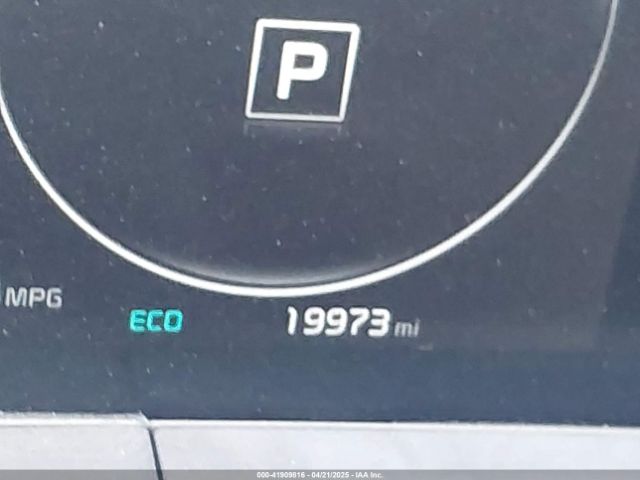 P
MPG
ECO
19973 mi
000-41909816 - 04/21/2025 - IAA Inc.